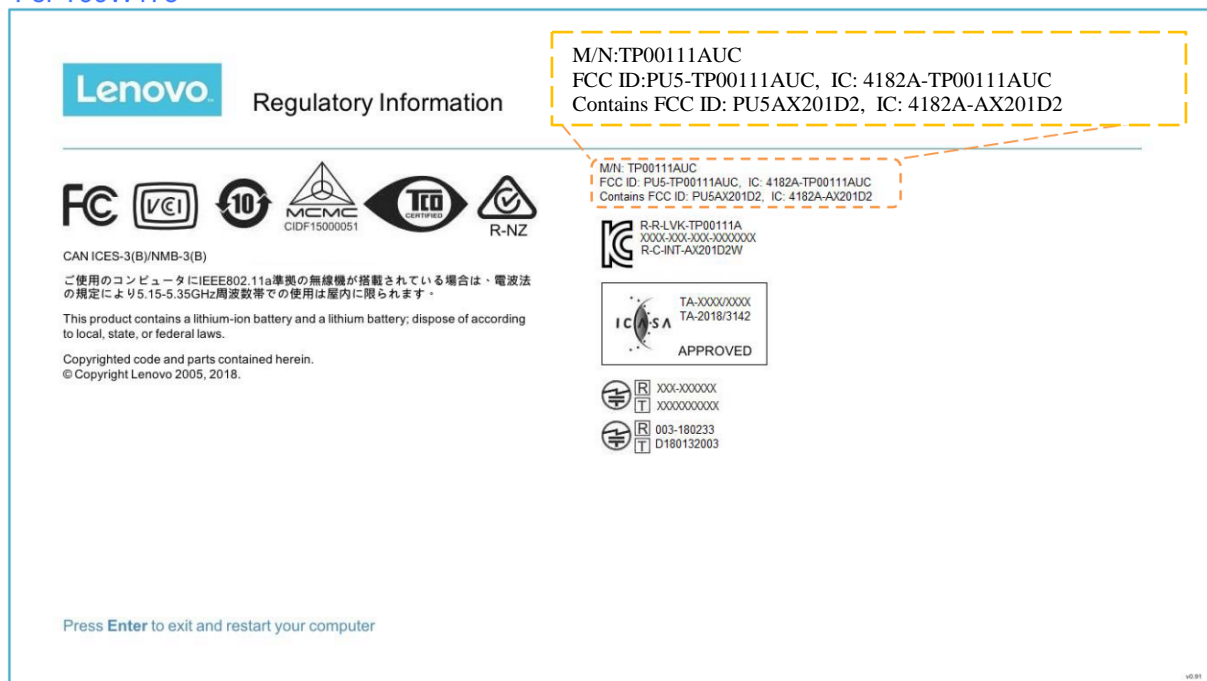 Lenovo.
Regulatory Information
M/N:TP00111AUC
FCC ID:PU5-TP00111AUC, IC: 4182A-TP00111AUC
Contains FCC ID: PU5AX201D2, IC: 4182A-AX201D2
M/N: TP00111AUC
FCC ID: PU5-TP00111AUC, IC: 4182A-TP00111AUC
Contains FCC ID: PU5AX201D2, IC: 4182A-AX201D2
FC
VCI
10
MCMC
CIDF15000051
TCO
CERTIFIED
R-NZ
CAN ICES-3(B)/NMB-3(B)
ご使用のコンピュータにIEEE802.11a準拠の無線機が搭載されている場合は、電波法
の規定により5.15-5.35GHz周波数帯での使用は屋内に限られます。
This product contains a lithium-ion battery and a lithium battery; dispose of according
to local, state, or federal laws.
Copyrighted code and parts contained herein.
© Copyright Lenovo 2005, 2018.
R-R-LVK-TP00111A
XXXX-XXX-XXX-XXXXXXX
R-C-INT-AX201D2W
ICASA
TA-XXXX/XXXX
TA-2018/3142
APPROVED
R XXX-XXXXXX
T XXXXXXXXXX
R 003-180233
T D180132003
Press Enter to exit and restart your computer
v0.91